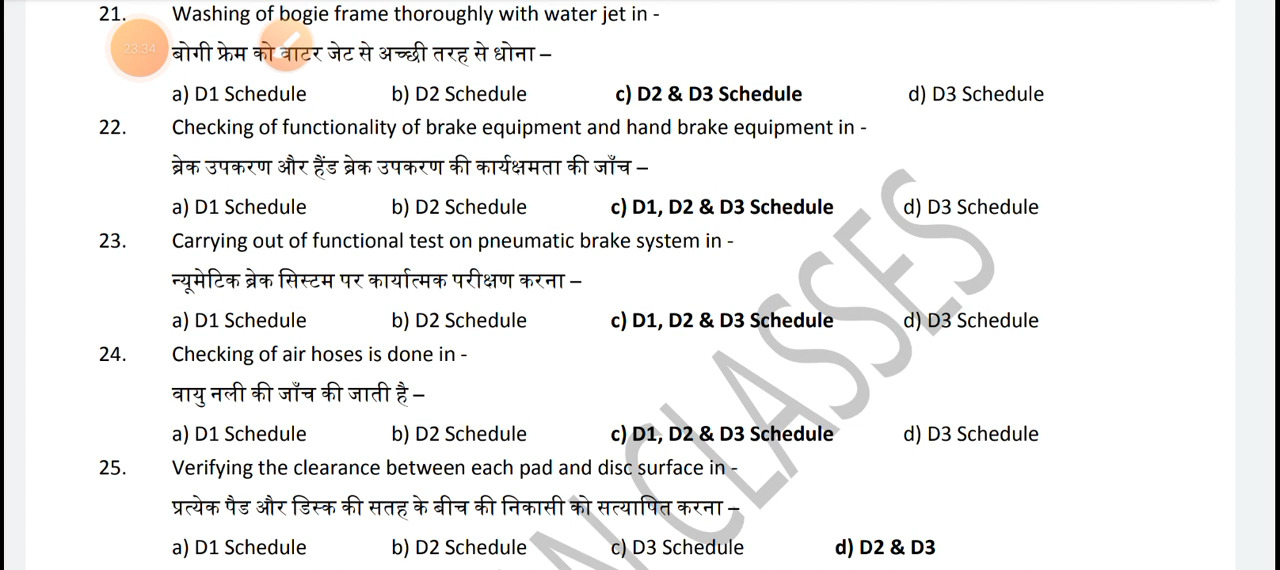 21. Washing of bogie frame thoroughly with water jet in -
23:34
बोगी फ्रेम को वाटर जेट से अच्छी तरह से धोना –
a) D1 Schedule b) D2 Schedule c) D2 & D3 Schedule d) D3 Schedule
22. Checking of functionality of brake equipment and hand brake equipment in -
ब्रेक उपकरण और हैंड ब्रेक उपकरण की कार्यक्षमता की जाँच –
a) D1 Schedule b) D2 Schedule c) D1, D2 & D3 Schedule d) D3 Schedule
23. Carrying out of functional test on pneumatic brake system in -
न्यूमेटिक ब्रेक सिस्टम पर कार्यात्मक परीक्षण करना –
a) D1 Schedule b) D2 Schedule c) D1, D2 & D3 Schedule d) D3 Schedule
24. Checking of air hoses is done in -
वायु नली की जाँच की जाती है –
a) D1 Schedule b) D2 Schedule c) D1, D2 & D3 Schedule d) D3 Schedule
25. Verifying the clearance between each pad and disc surface in -
प्रत्येक पैड और डिस्क की सतह के बीच की निकासी को सत्यापित करना –
a) D1 Schedule b) D2 Schedule c) D3 Schedule d) D2 & D3
CLASSES